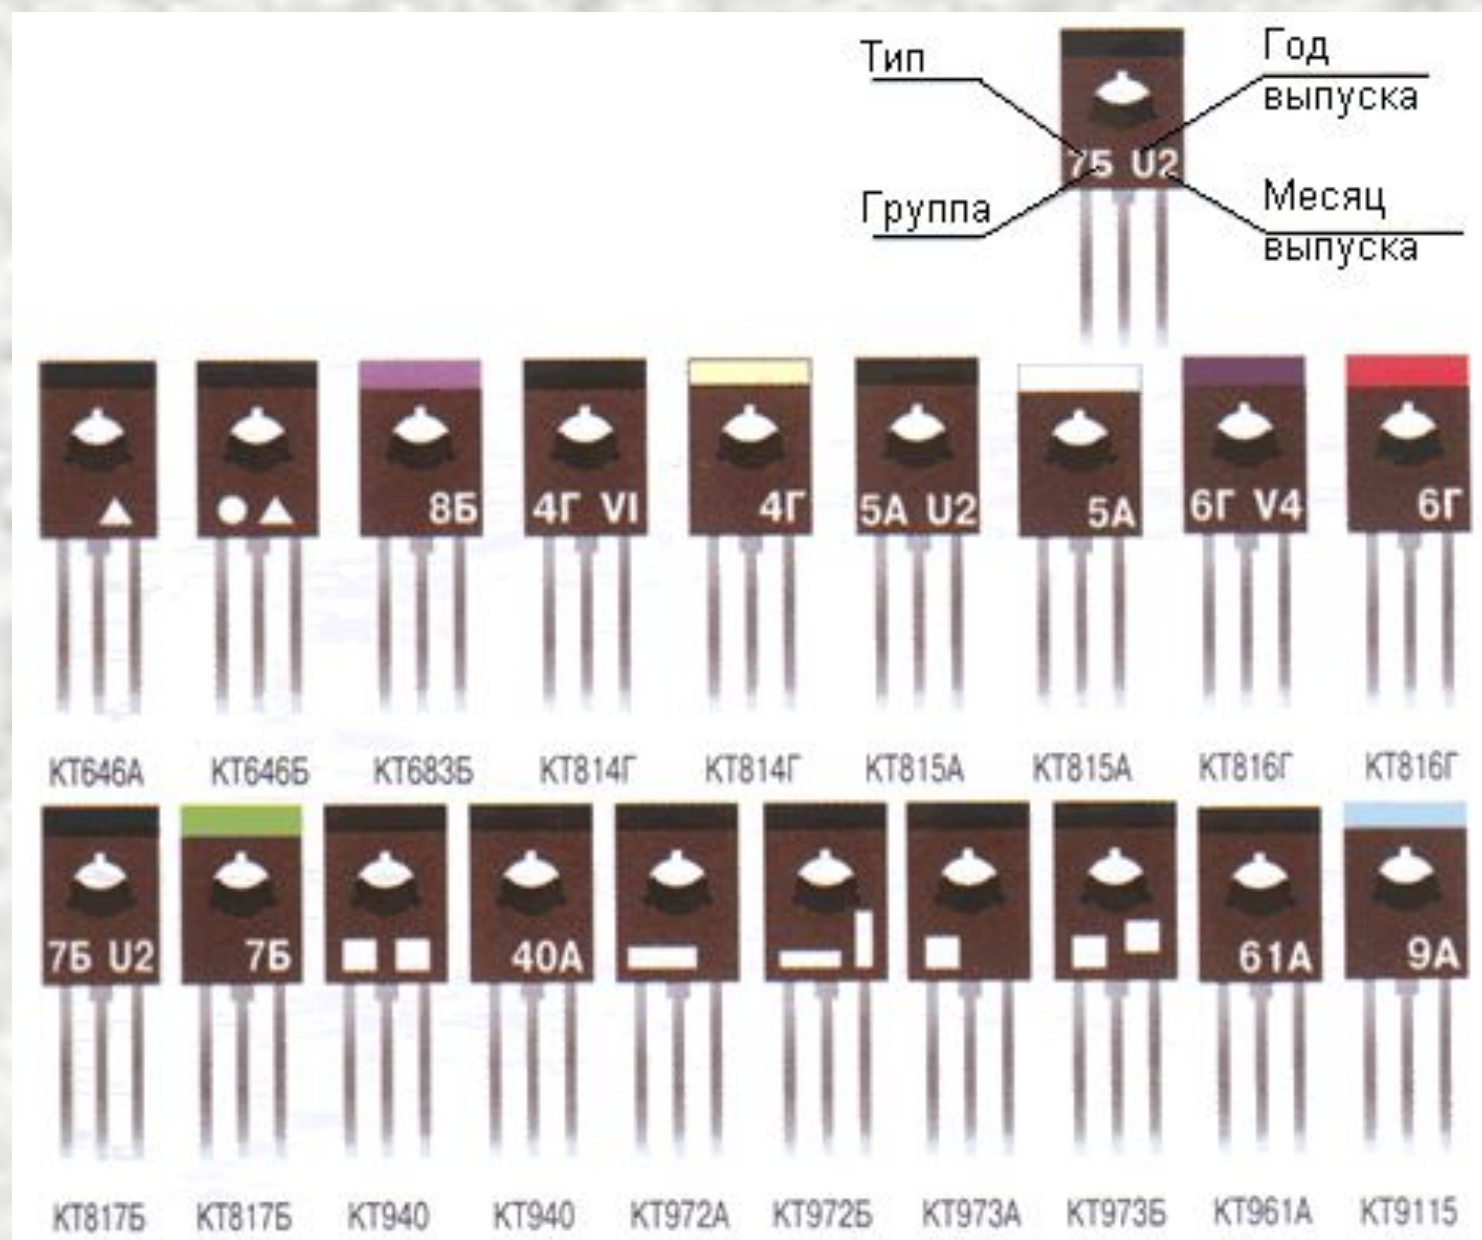 Тип
Год
выпуска
7Б U2
Группа
Месяц
выпуска
8Б 4Г VI 4Г 5А U2 5А 6Г V4 6Г
КТ646А КТ646Б КТ683Б КТ814Г КТ814Г КТ815А КТ815А КТ816Г КТ816Г
7Б U2 7Б 40А 61А 9А
КТ817Б КТ817Б КТ940 КТ940 КТ972А КТ972Б КТ973А КТ973Б КТ961А КТ9115